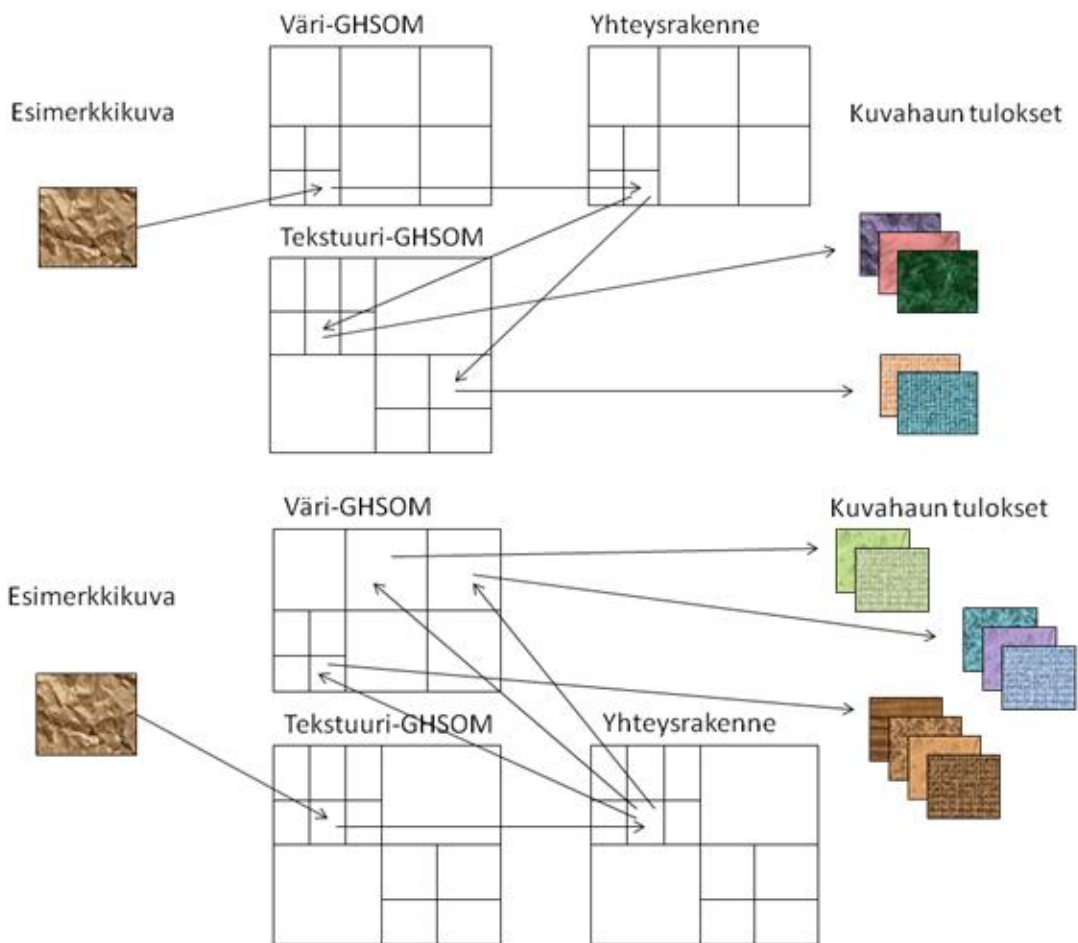 Väri-GHSOM
Yhteysrakenne
Esimerkkikuva
Kuvahaun tulokset
Tekstuuri-GHSOM
Väri-GHSOM
Kuvahaun tulokset
Esimerkkikuva
Tekstuuri-GHSOM
Yhteysrakenne